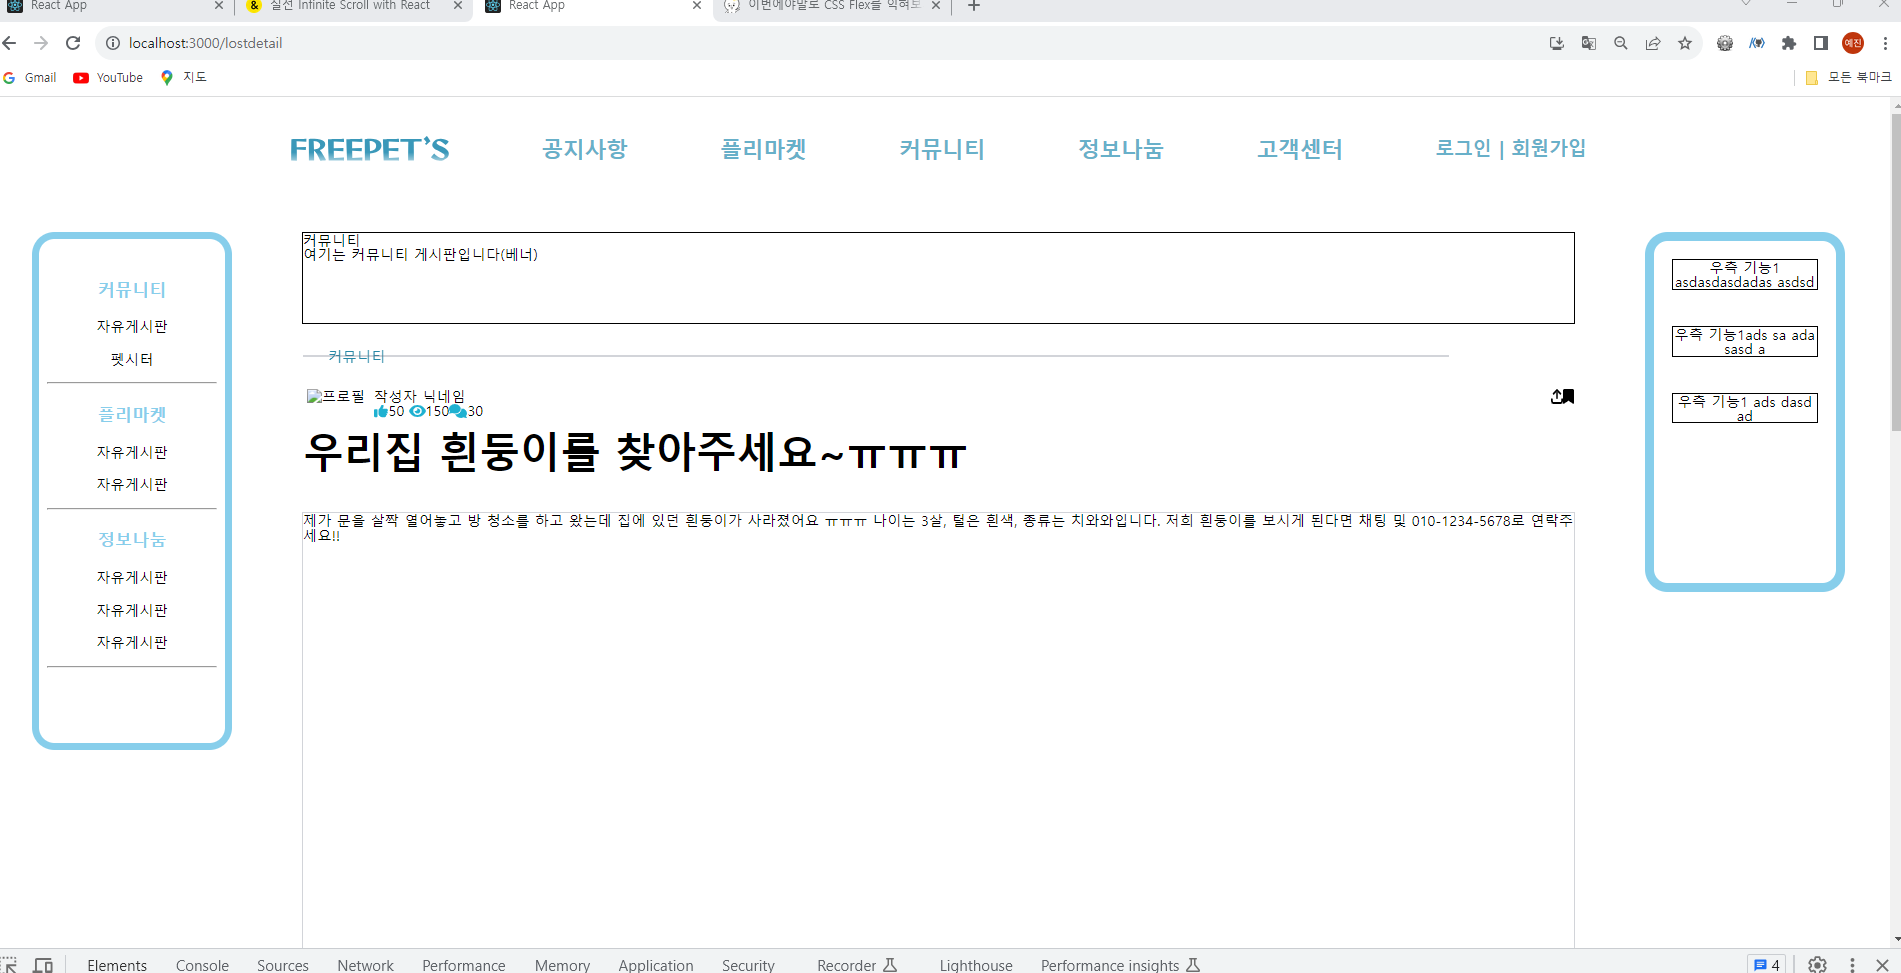 React App
실전 Infinite Scroll with React
React App
이번에야말로 CSS Flex를 익혀보
localhost:3000/lostdetail
예진
Gmail
YouTube
지도
모든 북마크
FREEPET'S
공지사항
플리마켓
커뮤니티
정보나눔
고객센터
로그인 | 회원가입
커뮤니티
자유게시판
펫시터
플리마켓
자유게시판
자유게시판
정보나눔
자유게시판
자유게시판
자유게시판
커뮤니티
여기는 커뮤니티 게시판입니다(베너)
커뮤니티
프로필 작성자 닉네임
50 150 30
우리집 흰둥이를 찾아주세요~ㅠㅠㅠ
제가 문을 살짝 열어놓고 방 청소를 하고 왔는데 집에 있던 흰둥이가 사라졌어요 ㅠㅠㅠ 나이는 3살, 털은 흰색, 종류는 치와와입니다. 저희 흰둥이를 보시게 된다면 채팅 및 010-1234-5678로 연락주
세요!!
우측 기능1
asdasdasdadas asdsd
우측 기능1ads sa ada
sasd a
우측 기능1 ads dasd
ad
Elements
Console
Sources
Network
Performance
Memory
Application
Security
Recorder
Lighthouse
Performance insights
4